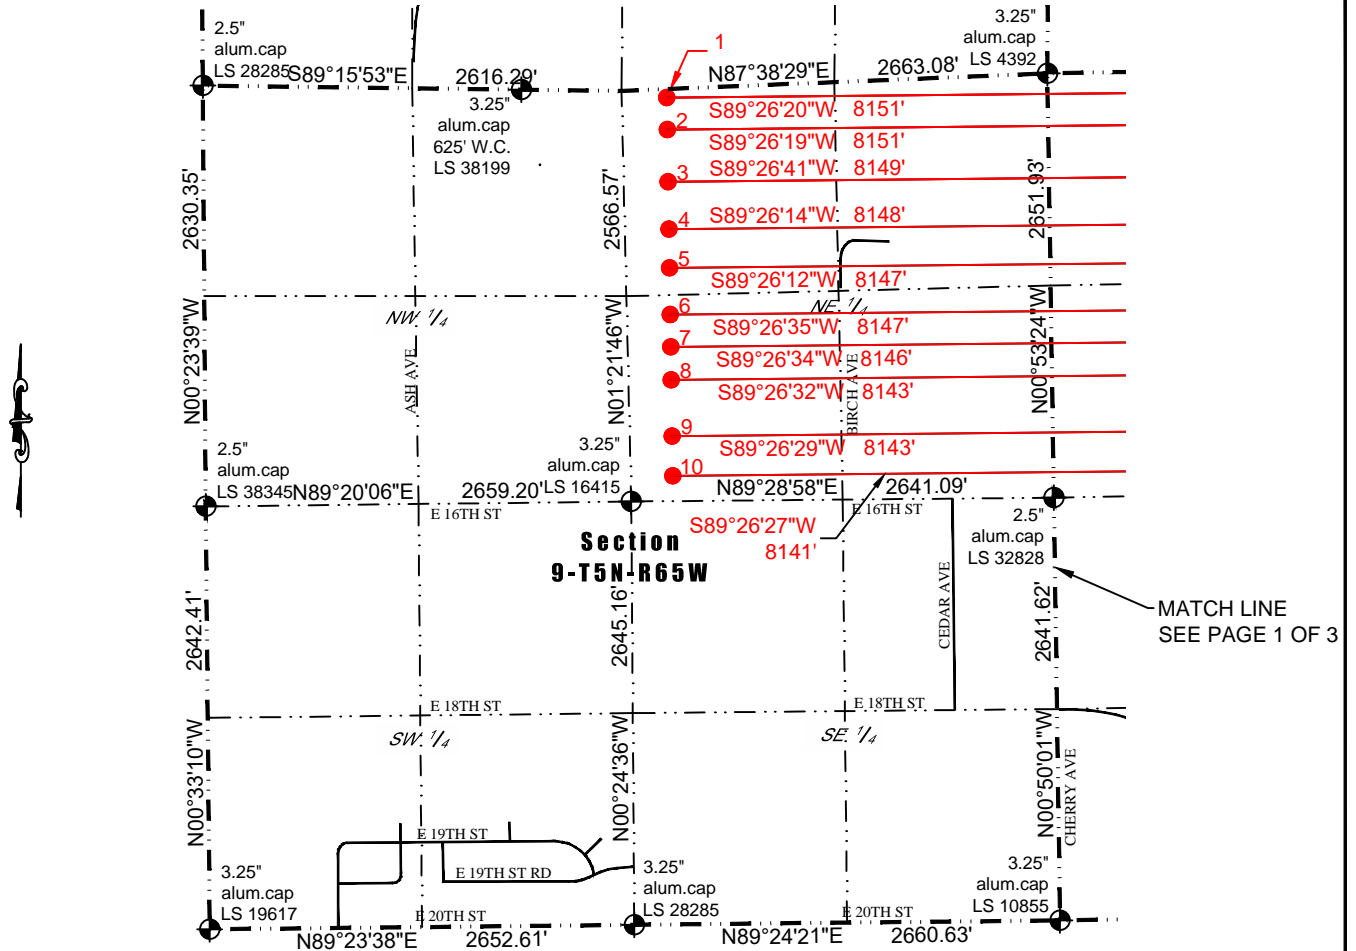 2.5"
alum.cap
LS 28285
S89°15'53"E
2616.29'
3.25"
alum.cap
625' W.C.
LS 38199
1
N87°38'29"E
2663.08'
3.25"
alum.cap
LS 4392
S89°26'20"W 8151'
2
S89°26'19"W 8151'
S89°26'41"W 8149'
3
S89°26'14"W 8148'
4
5
S89°26'12"W 8147'
6
S89°26'35"W 8147'
7
S89°26'34"W 8146'
8
S89°26'32"W 8143'
9
S89°26'29"W 8143'
10
2630.35'
N00°23'39"W
2566.57'
N01°21'46"W
2651.93'
N00°53'24"W
NW 1/4
NE 1/4
ASH AVE
BIRCH AVE
2.5"
alum.cap
LS 38345
N89°20'06"E
2659.20'
3.25"
alum.cap
LS 16415
N89°28'58"E
2641.09'
E 16TH ST
E 16TH ST
S89°26'27"W
8141'
2.5"
alum.cap
LS 32828
Section
9-T5N-R65W
MATCH LINE
SEE PAGE 1 OF 3
2642.41'
N00°33'10"W
2645.16'
N00°24'36"W
CEDAR AVE
2641.62'
N00°50'01"W
CHERRY AVE
E 18TH ST
E 18TH ST
SW 1/4
SE 1/4
E 19TH ST
E 19TH ST RD
3.25"
alum.cap
LS 19617
3.25"
alum.cap
LS 28285
3.25"
alum.cap
LS 10855
E 20TH ST
E 20TH ST
N89°23'38"E
2652.61'
N89°24'21"E
2660.63'